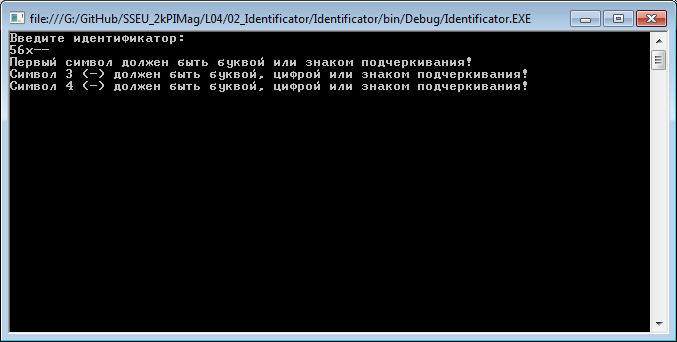 file:///G:/GitHub/SSEU_2kPIMag/L04/02_Identificator/Identificator/bin/Debug/Identificator.EXE
Введите идентификатор:
56x--
Первый символ должен быть буквой или знаком подчеркивания!
Символ 3 (-) должен быть буквой, цифрой или знаком подчеркивания!
Символ 4 (-) должен быть буквой, цифрой или знаком подчеркивания!